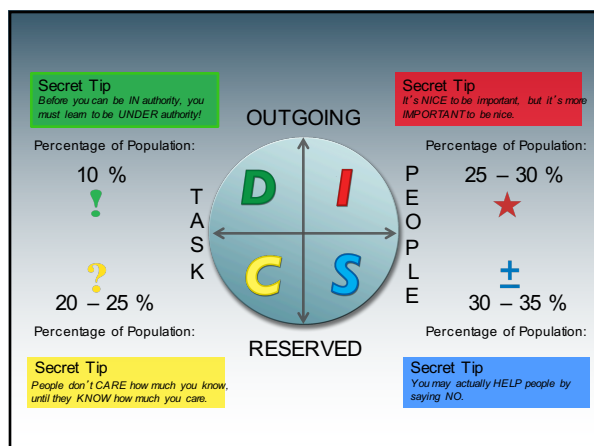 Secret Tip
Before you can be IN authority, you
must learn to be UNDER authority!
Secret Tip
It's NICE to be important, but it's more
IMPORTANT to be nice.
OUTGOING
Percentage of Population:
Percentage of Population:
10 %
25 – 30 %
!
D
I
TASK
PEOPLE
?
C
S
±
20 – 25 %
30 – 35 %
Percentage of Population:
Percentage of Population:
RESERVED
Secret Tip
People don't CARE how much you know,
until they KNOW how much you care.
Secret Tip
You may actually HELP people by
saying NO.